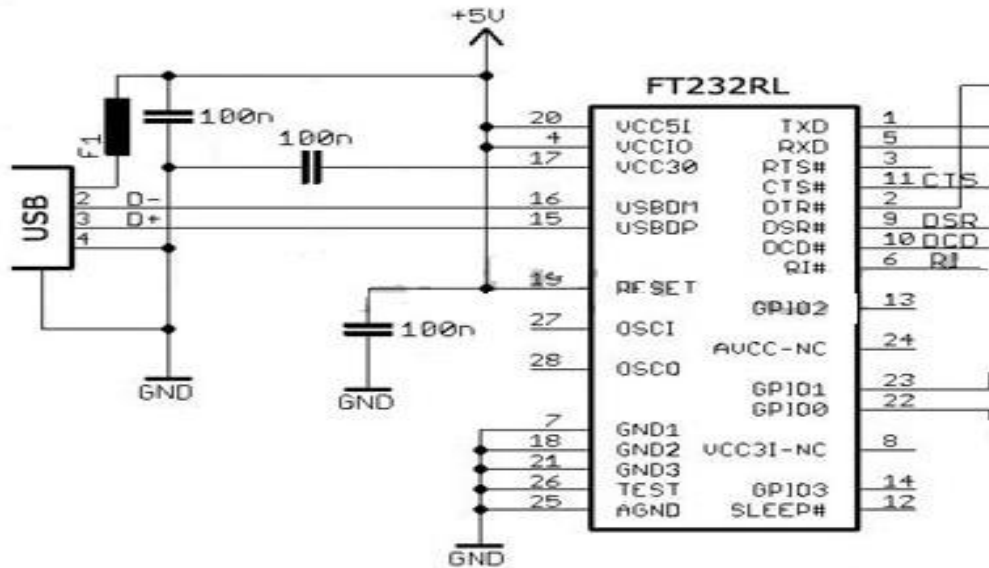 +5V
FT232RL
100n
100n
F1
USB
2 D-
3 D+
4
20 VCC5I
4 VCCIO
17 VCC3O
16 USBDM
15 USBDP
19 RESET
27 OSCI
28 OSCO
7 GND1
18 GND2
21 GND3
26 TEST
25 AGND
TXD 1
RXD 5
RTS# 3
CTS# 11 CTS
DTR# 2
DSR# 9 DSR
DCD# 10 DCD
RI# 6 RI
GPIO2 13
AVCC-NC 24
GPIO1 23
GPIO0 22
VCC3I-NC 8
GPIO3 14
SLEEP# 12
100n
GND
GND
GND